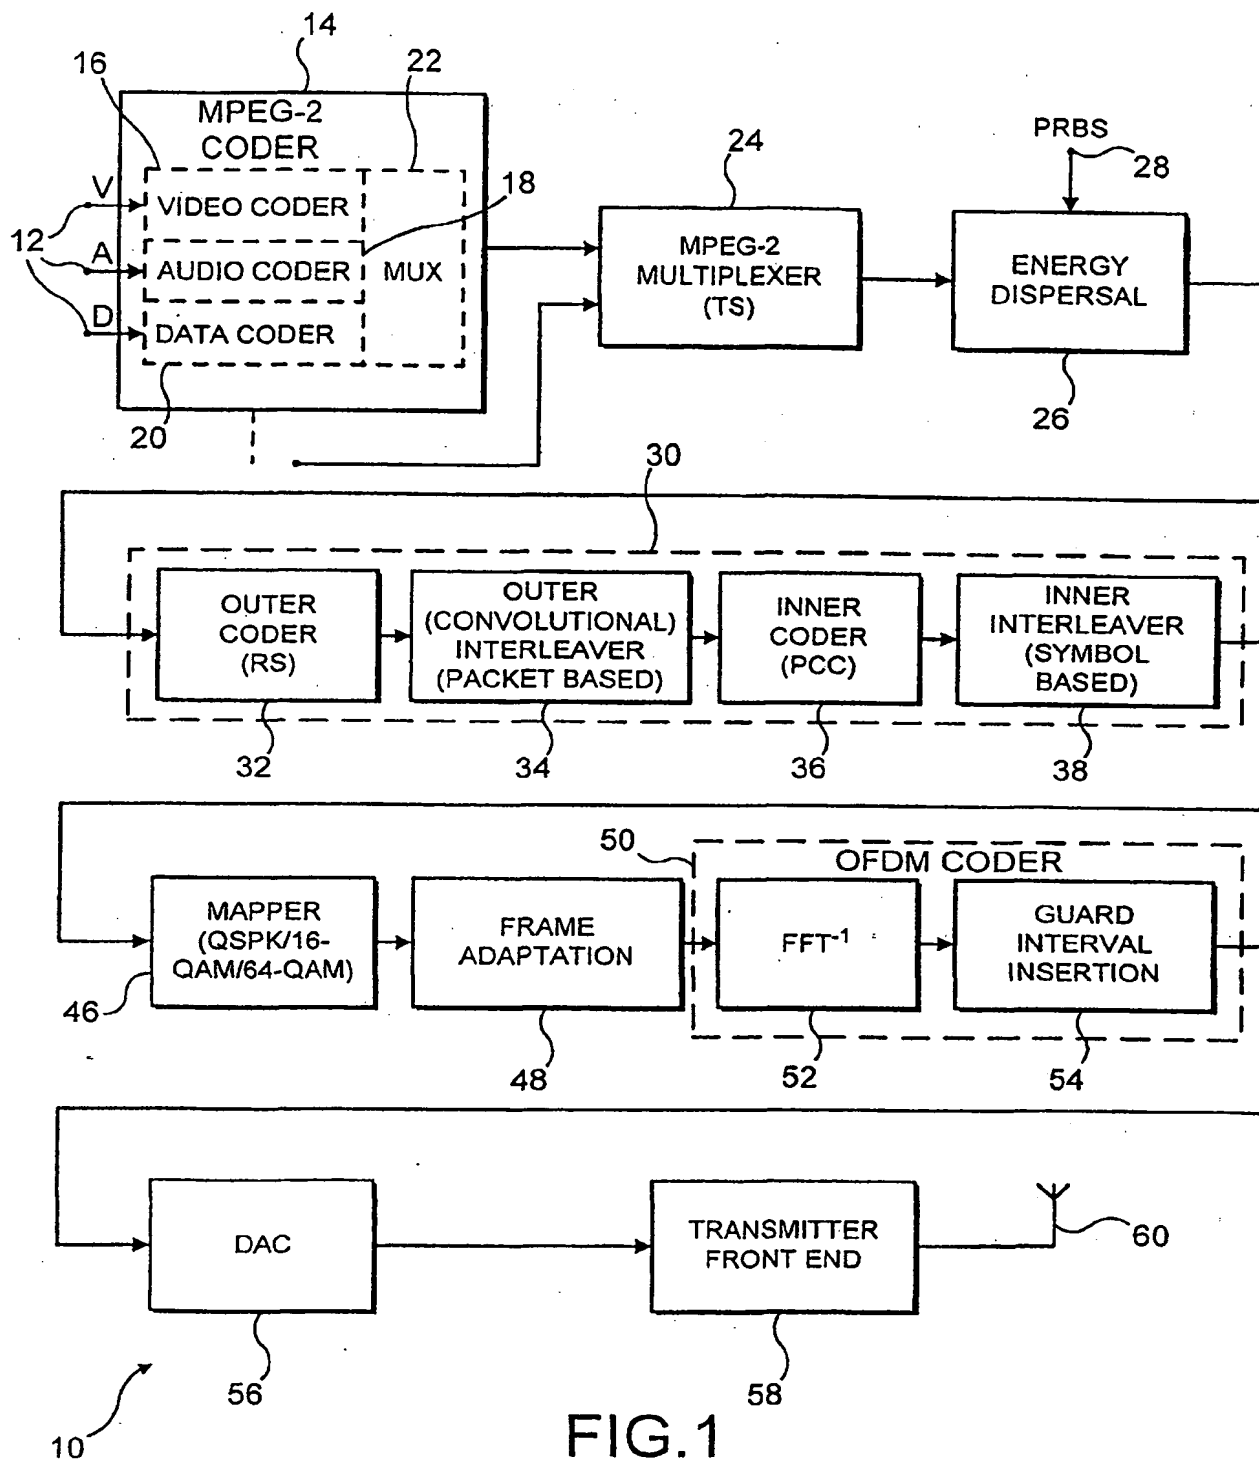 14
16
22
MPEG-2
CODER
24
PRBS
28
18
V
VIDEO CODER
12
A
AUDIO CODER
MUX
MPEG-2
MULTIPLEXER
(TS)
ENERGY
DISPERSAL
D
DATA CODER
20
26
30
OUTER
CODER
(RS)
OUTER
(CONVOLUTIONAL)
INTERLEAVER
(PACKET BASED)
INNER
CODER
(PCC)
INNER
INTERLEAVER
(SYMBOL
BASED)
32
34
36
38
50
OFDM CODER
MAPPER
(QSPK/16-
QAM/64-QAM)
FRAME
ADAPTATION
FFT-1
GUARD
INTERVAL
INSERTION
46
48
52
54
DAC
TRANSMITTER
FRONT END
60
56
58
10
FIG.1